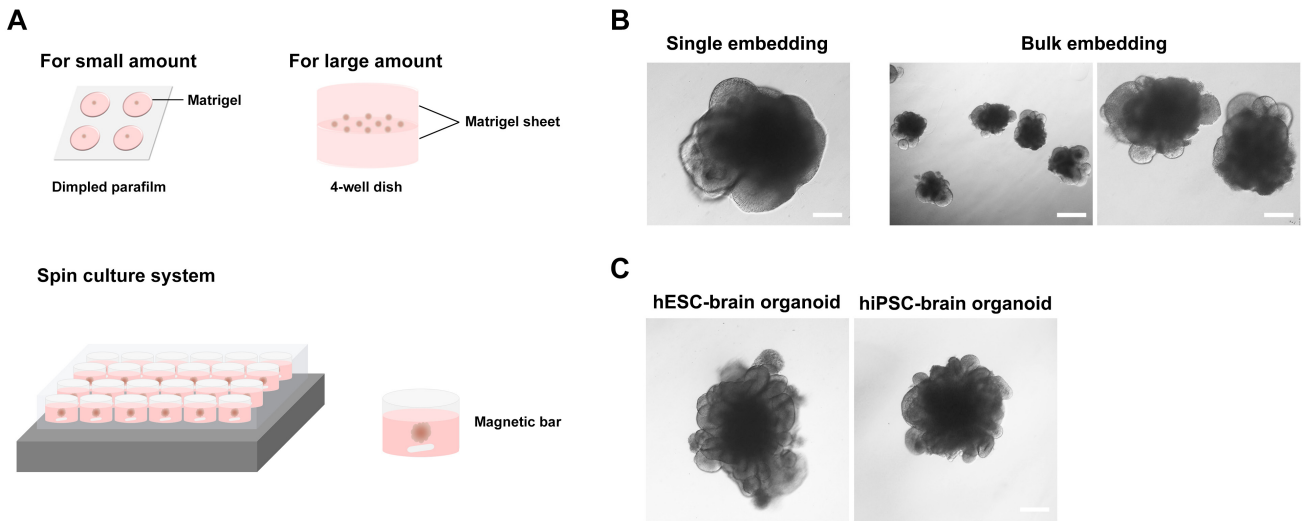 A
For small amount
For large amount
Matrigel
Matrigel sheet
Dimpled parafilm
4-well dish
Spin culture system
Magnetic bar
B
Single embedding
Bulk embedding
C
hESC-brain organoid
hiPSC-brain organoid